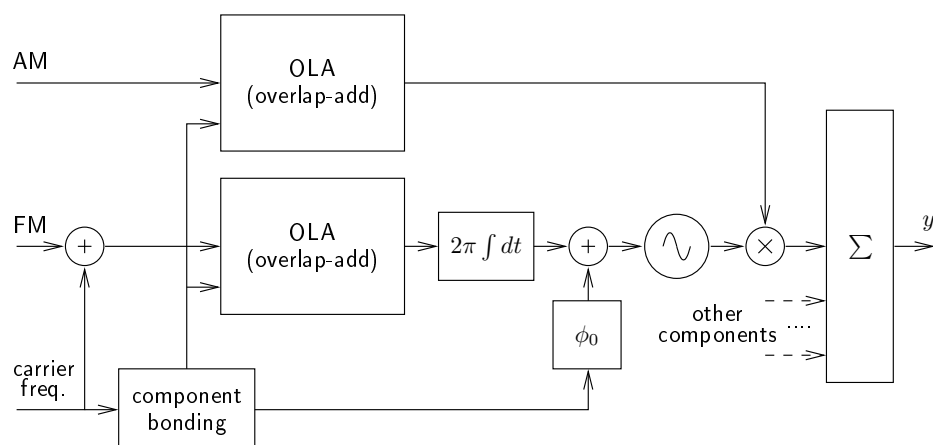 AM
OLA
(overlap-add)
FM
+
OLA
(overlap-add)
2π ∫ dt
+
×
∑
y
other
components ....
ϕ₀
carrier
freq.
component
bonding